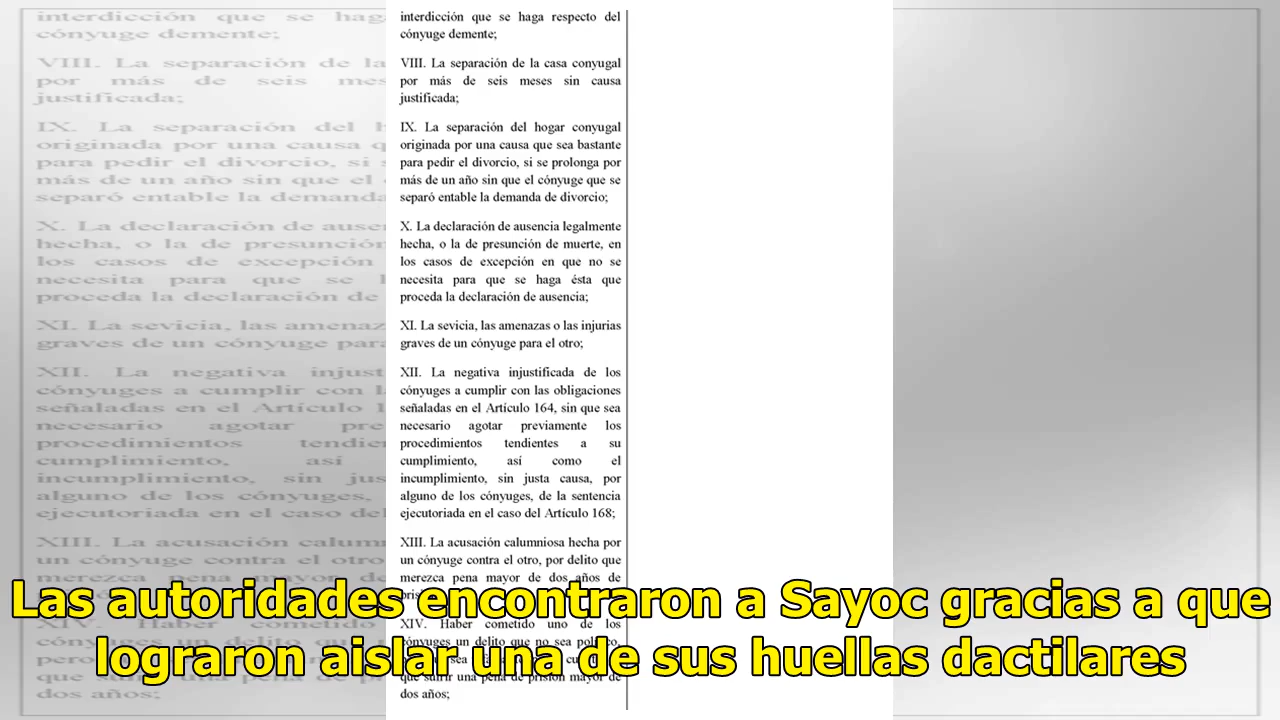 interdicción que se haga respecto del
cónyuge demente;
VIII. La separación de la casa conyugal
por más de seis meses sin causa
justificada;
IX. La separación del hogar conyugal
originada por una causa que sea bastante
para pedir el divorcio, si se prolonga por
más de un año sin que el cónyuge que se
separó entable la demanda de divorcio;
X. La declaración de ausencia legalmente
hecha, o la de presunción de muerte, en
los casos de excepción en que no se
necesita para que se haga ésta que
proceda la declaración de ausencia;
XI. La sevicia, las amenazas o las injurias
graves de un cónyuge para el otro;
XII. La negativa injustificada de los
cónyuges a cumplir con las obligaciones
señaladas en el Artículo 164, sin que sea
necesario agotar previamente los
procedimientos tendientes a su
cumplimiento, así como el
incumplimiento, sin justa causa, por
alguno de los cónyuges, de la sentencia
ejecutoriada en el caso del Artículo 168;
XIII. La acusación calumniosa hecha por
un cónyuge contra el otro, por delito que
merezca pena mayor de dos años de
XIV. Haber cometido uno de los
cónyuges un delito que no sea
que sufrir una pena de prisión mayor de
dos años;
Las autoridades encontraron a Sayoc gracias a que
lograron aislar una de sus huellas dactilares